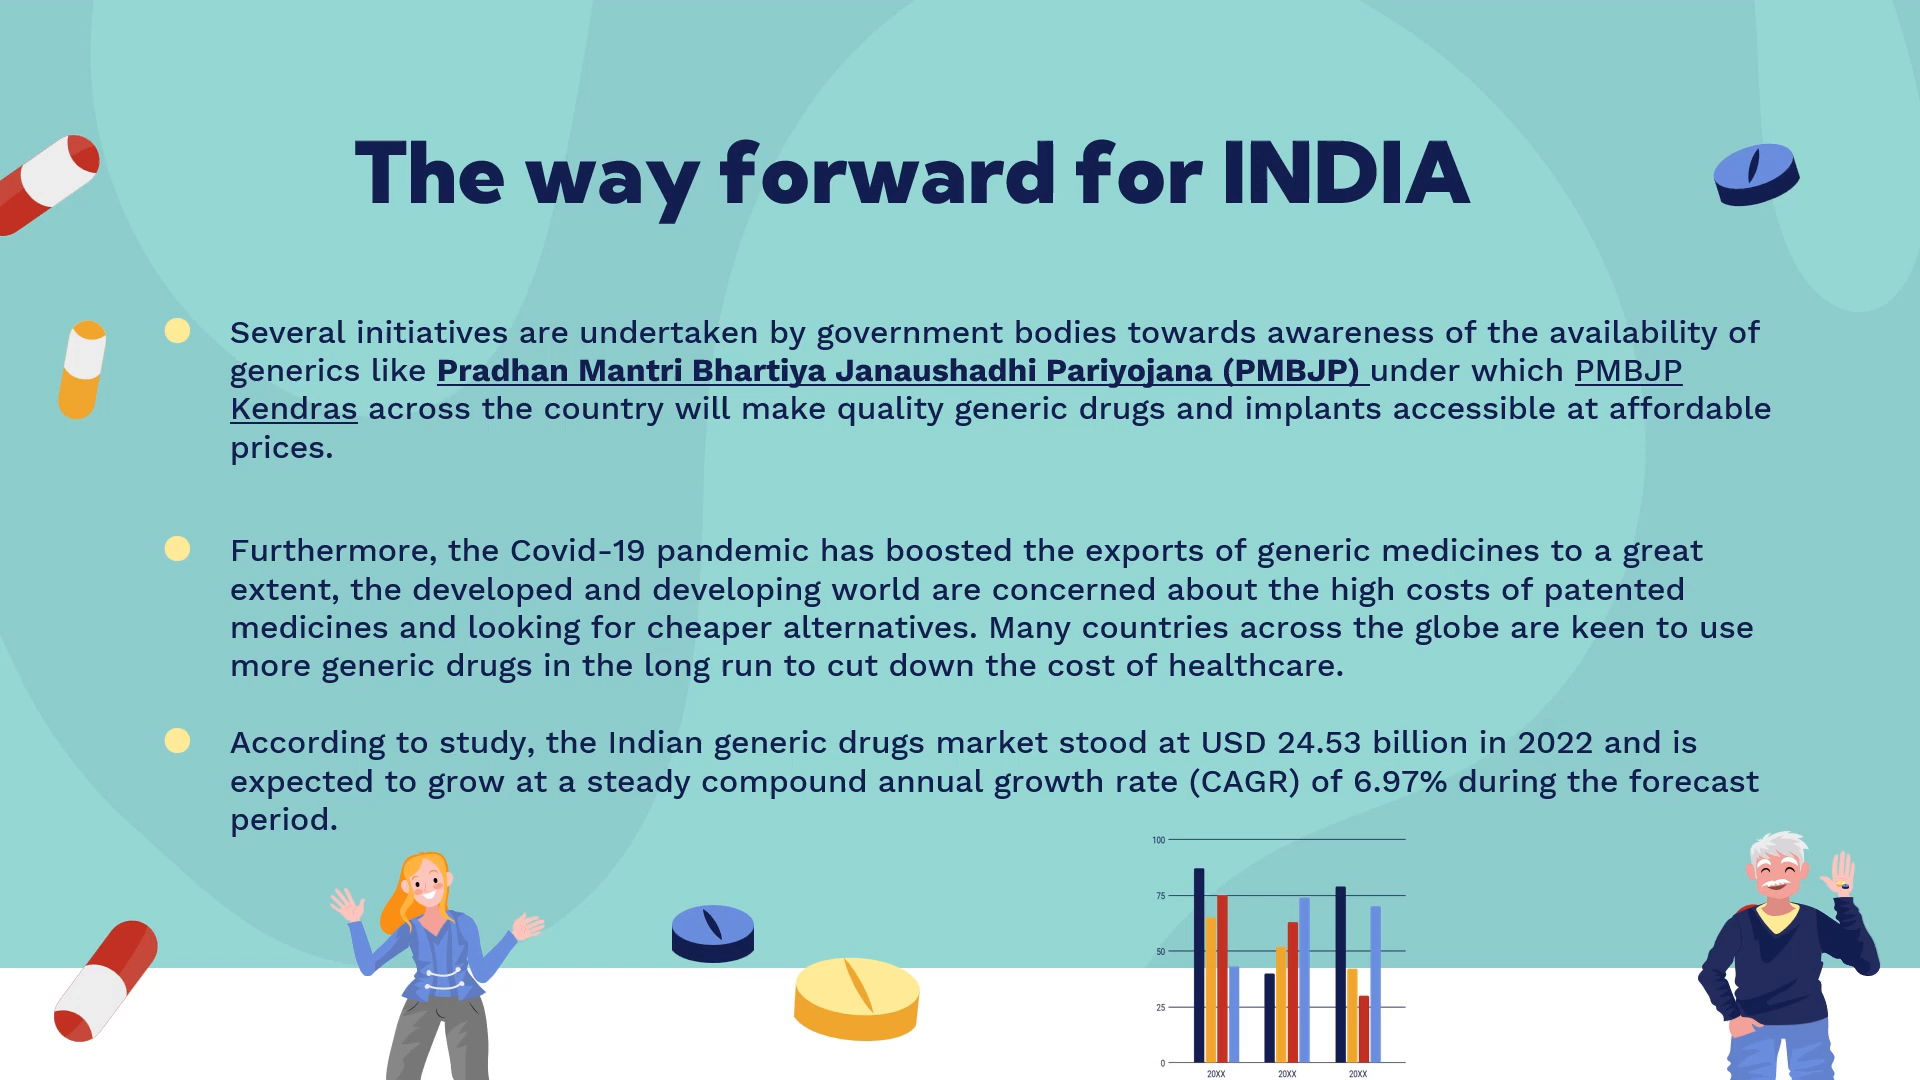 The way forward for INDIA
Several initiatives are undertaken by government bodies towards awareness of the availability of
generics like Pradhan Mantri Bhartiya Janaushadhi Pariyojana (PMBJP) under which PMBJP
Kendras across the country will make quality generic drugs and implants accessible at affordable
prices.
Furthermore, the Covid-19 pandemic has boosted the exports of generic medicines to a great
extent, the developed and developing world are concerned about the high costs of patented
medicines and looking for cheaper alternatives. Many countries across the globe are keen to use
more generic drugs in the long run to cut down the cost of healthcare.
According to study, the Indian generic drugs market stood at USD 24.53 billion in 2022 and is
expected to grow at a steady compound annual growth rate (CAGR) of 6.97% during the forecast
period.
100
75
50
25
0
20XX 20XX 20XX